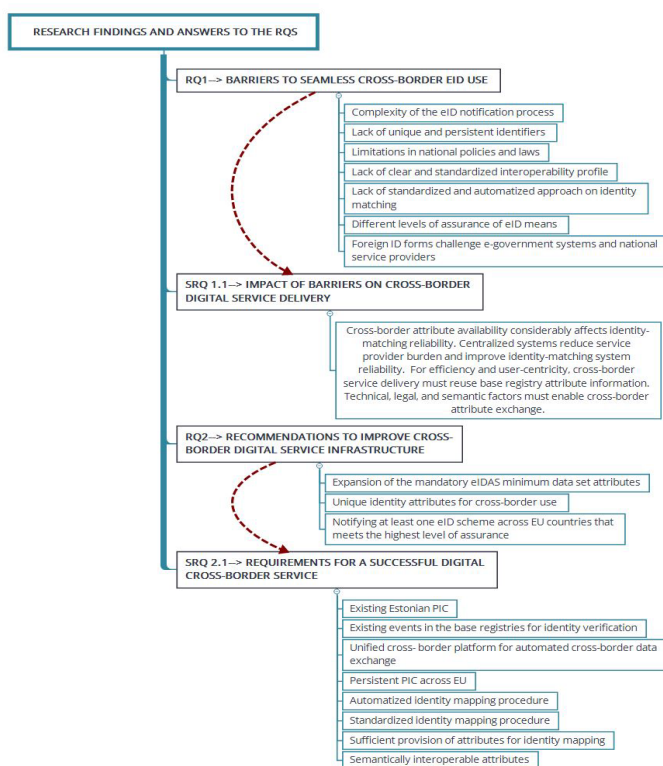 RESEARCH FINDINGS AND ANSWERS TO THE RQS
RQ1--> BARRIERS TO SEAMLESS CROSS-BORDER EID USE
Complexity of the eID notification process
Lack of unique and persistent identifiers
Limitations in national policies and laws
Lack of clear and standardized interoperability profile
Lack of standardized and automatized approach on identity
matching
Different levels of assurance of eID means
Foreign ID forms challenge e-government systems and national
service providers
SRQ 1.1--> IMPACT OF BARRIERS ON CROSS-BORDER
DIGITAL SERVICE DELIVERY
Cross-border attribute availability considerably affects identity-
matching reliability. Centralized systems reduce service
provider burden and improve identity-matching system
reliability. For efficiency and user-centricity, cross-border
service delivery must reuse base registry attribute information.
Technical, legal, and semantic factors must enable cross-border
attribute exchange.
RQ2--> RECOMMENDATIONS TO IMPROVE CROSS-
BORDER DIGITAL SERVICE INFRASTRUCTURE
Expansion of the mandatory eIDAS minimum data set attributes
Unique identity attributes for cross-border use
Notifying at least one eID scheme across EU countries that
meets the highest level of assurance
SRQ 2.1--> REQUIREMENTS FOR A SUCCESSFUL DIGITAL
CROSS-BORDER SERVICE
Existing Estonian PIC
Existing events in the base registries for identity verification
Unified cross- border platform for automated cross-border data
exchange
Persistent PIC across EU
Automatized identity mapping procedure
Standardized identity mapping procedure
Sufficient provision of attributes for identity mapping
Semantically interoperable attributes